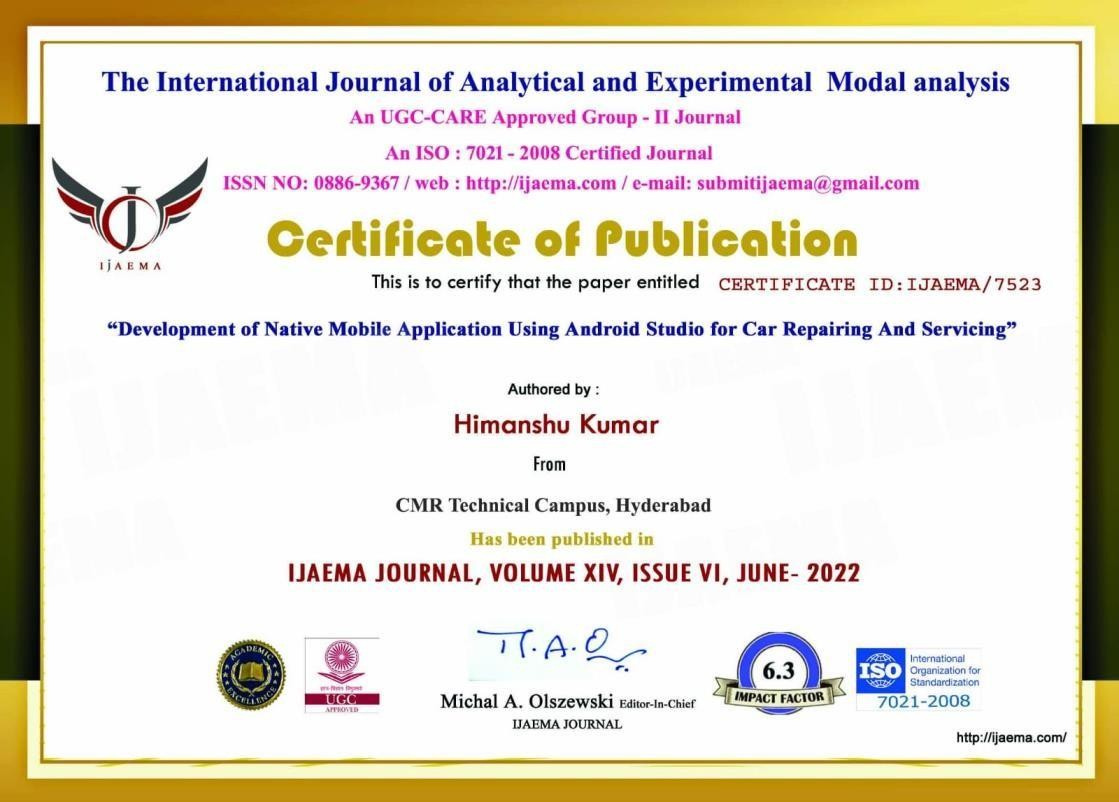 The International Journal of Analytical and Experimental Modal analysis
An UGC-CARE Approved Group - II Journal
An ISO : 7021 - 2008 Certified Journal
ISSN NO: 0886-9367 / web : http://ijaema.com / e-mail: submitijaema@gmail.com
IJAEMA
Certificate of Publication
This is to certify that the paper entitled CERTIFICATE ID:IJAEMA/7523
“Development of Native Mobile Application Using Android Studio for Car Repairing And Servicing”
Authored by :
Himanshu Kumar
From
CMR Technical Campus, Hyderabad
Has been published in
IJAEMA JOURNAL, VOLUME XIV, ISSUE VI, JUNE- 2022
ACADEMIC
EXCELLENCE
ज्ञान-विज्ञान विमुक्तये
UGC
APPROVED
M.A.O
Michal A. Olszewski Editor-In-Chief
IJAEMA JOURNAL
6.3
IMPACT FACTOR
ISO
International
Organization for
Standardization
7021-2008
http://ijaema.com/
IJAEMA
IJAEMA